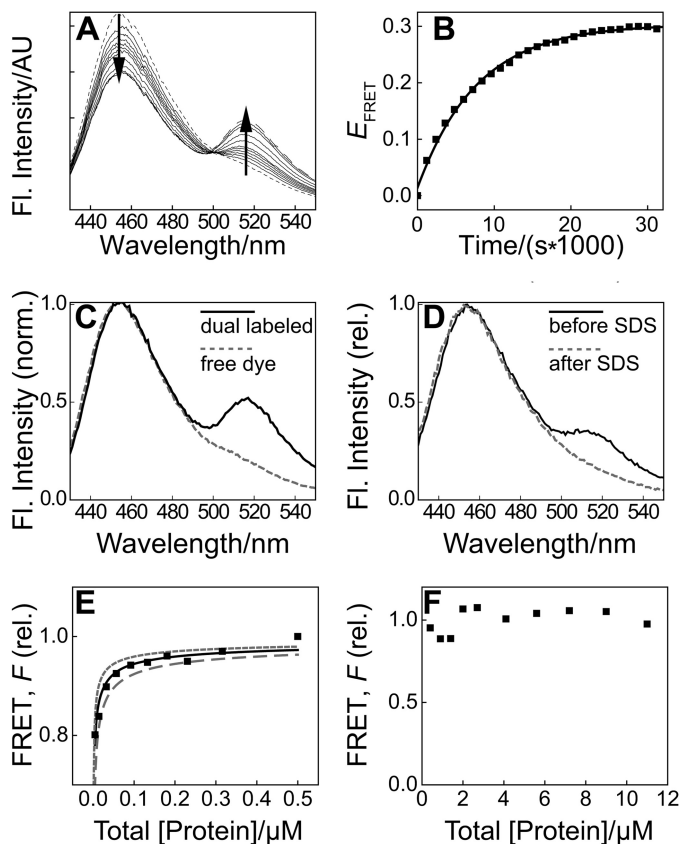 A
Fl. Intensity/AU
440 460 480 500 520 540
Wavelength/nm
B
E FRET
0.3
0.2
0.1
0.0
0 10 20 30
Time/(s*1000)
C
Fl. Intensity (norm.)
1.0
0.5
0.0
dual labeled
free dye
440 460 480 500 520 540
Wavelength/nm
D
Fl. Intensity (rel.)
1.0
0.5
0.0
before SDS
after SDS
440 460 480 500 520 540
Wavelength/nm
E
FRET, F (rel.)
1.0
0.8
0.0 0.1 0.2 0.3 0.4 0.5
Total [Protein]/µM
F
FRET, F (rel.)
1.0
0.5
0.0
0 2 4 6 8 10 12
Total [Protein]/µM